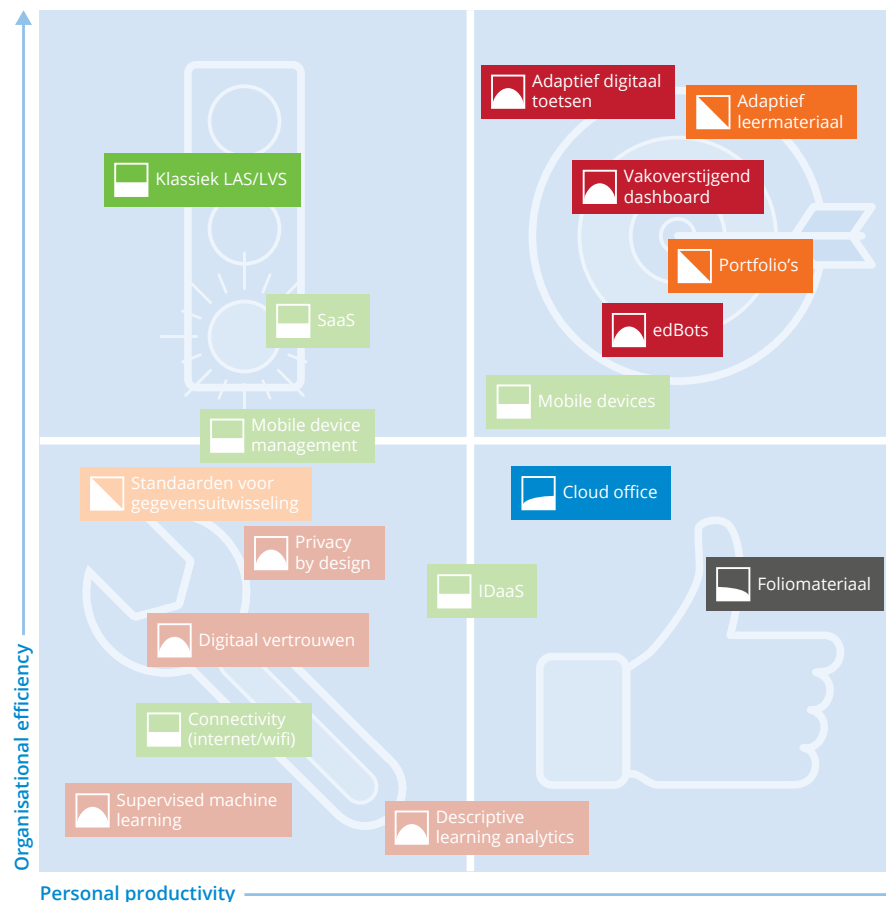 Adaptief digitaal
toetsen
Adaptief
leermateriaal
Klassiek LAS/LVS
Vakoverstijgend
dashboard
Portfolio's
SaaS
edBots
Mobile devices
Mobile device
management
Standaarden voor
gegevensuitwisseling
Cloud office
Privacy
by design
IDaaS
Foliomateriaal
Digitaal vertrouwen
Connectivity
(internet/wifi)
Supervised machine
learning
Descriptive
learning analytics
Organisational efficiency
Personal productivity